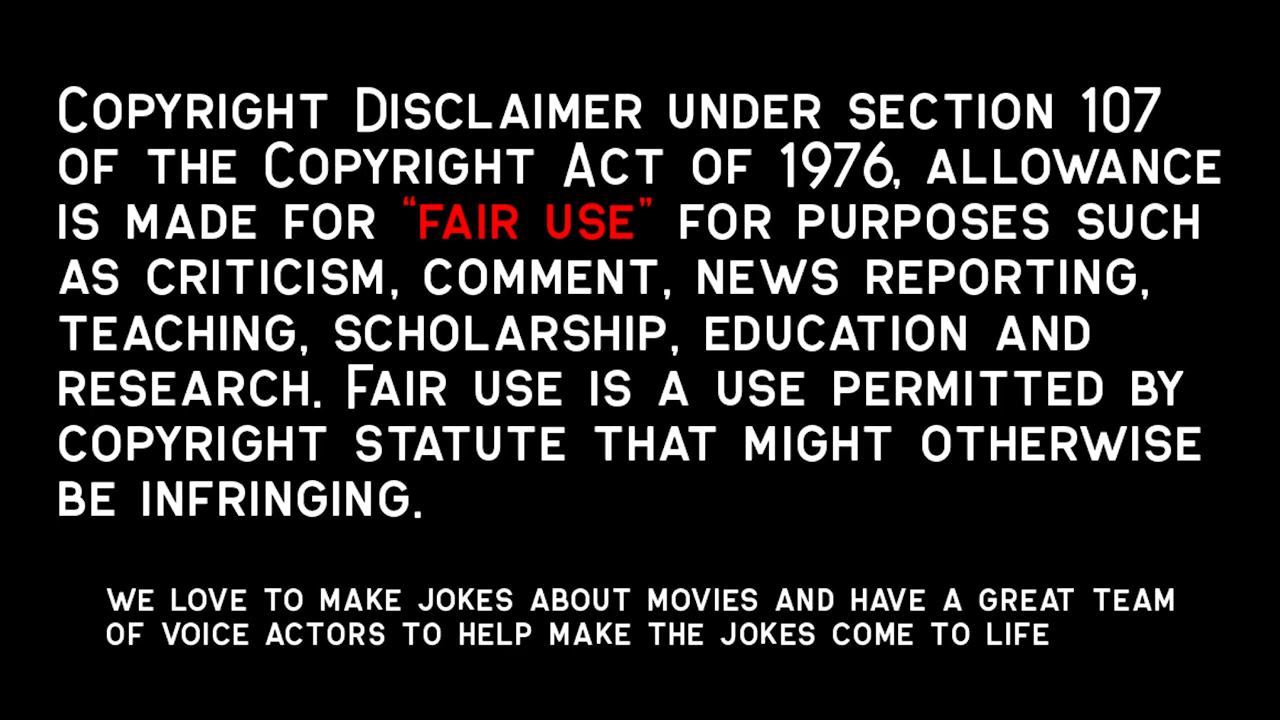 Copyright Disclaimer under section 107
of the Copyright Act of 1976, allowance
is made for “fair use” for purposes such
as criticism, comment, news reporting,
teaching, scholarship, education and
research. Fair use is a use permitted by
copyright statute that might otherwise
be infringing.
we love to make jokes about movies and have a great team
of voice actors to help make the jokes come to life